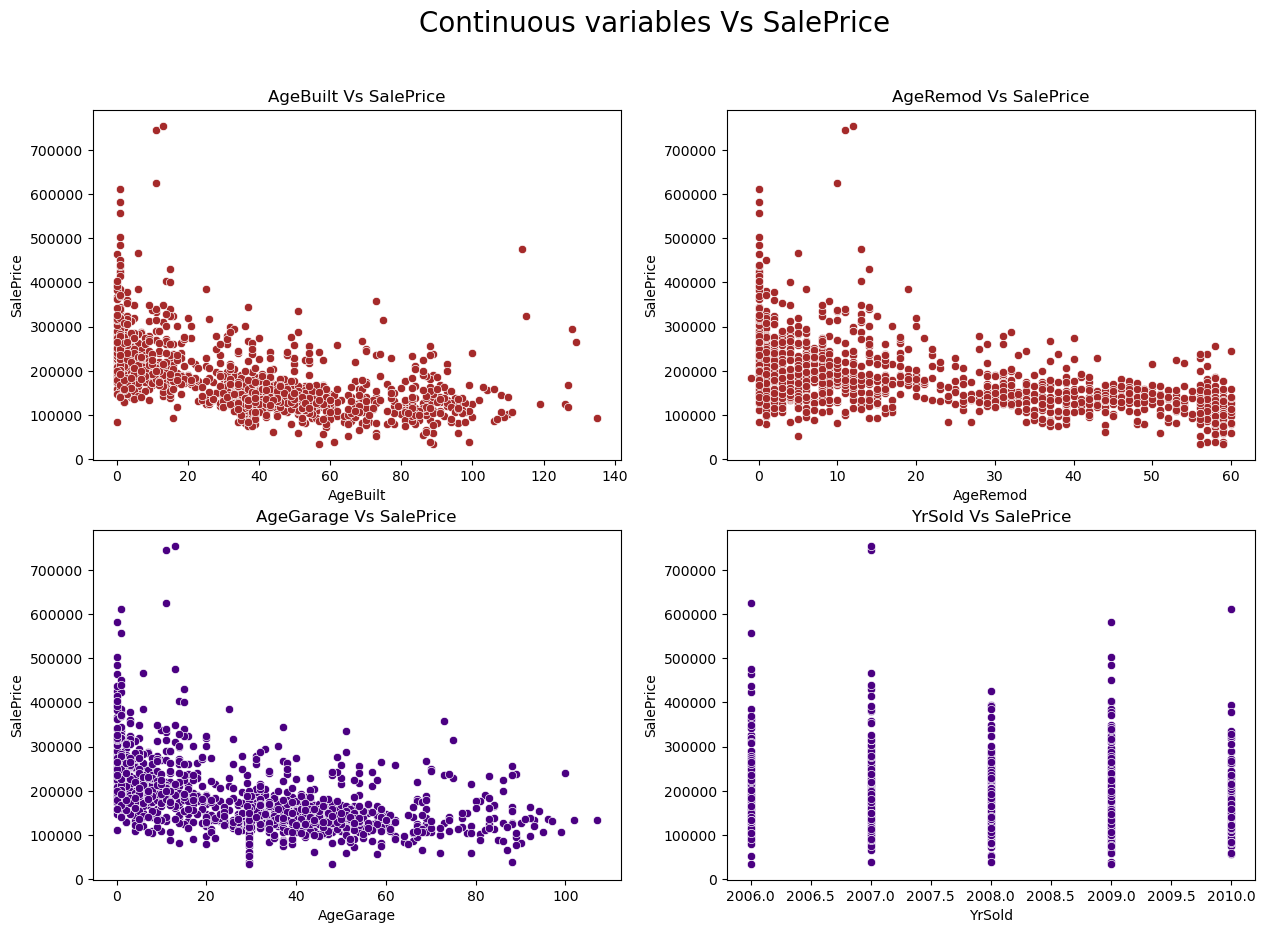 Continuous variables Vs SalePrice
AgeBuilt Vs SalePrice
SalePrice
700000
600000
500000
400000
300000
200000
100000
0
0 20 40 60 80 100 120 140
AgeBuilt
AgeRemod Vs SalePrice
SalePrice
700000
600000
500000
400000
300000
200000
100000
0
0 10 20 30 40 50 60
AgeRemod
AgeGarage Vs SalePrice
SalePrice
700000
600000
500000
400000
300000
200000
100000
0
0 20 40 60 80 100
AgeGarage
YrSold Vs SalePrice
SalePrice
700000
600000
500000
400000
300000
200000
100000
0
2006.0 2006.5 2007.0 2007.5 2008.0 2008.5 2009.0 2009.5 2010.0
YrSold